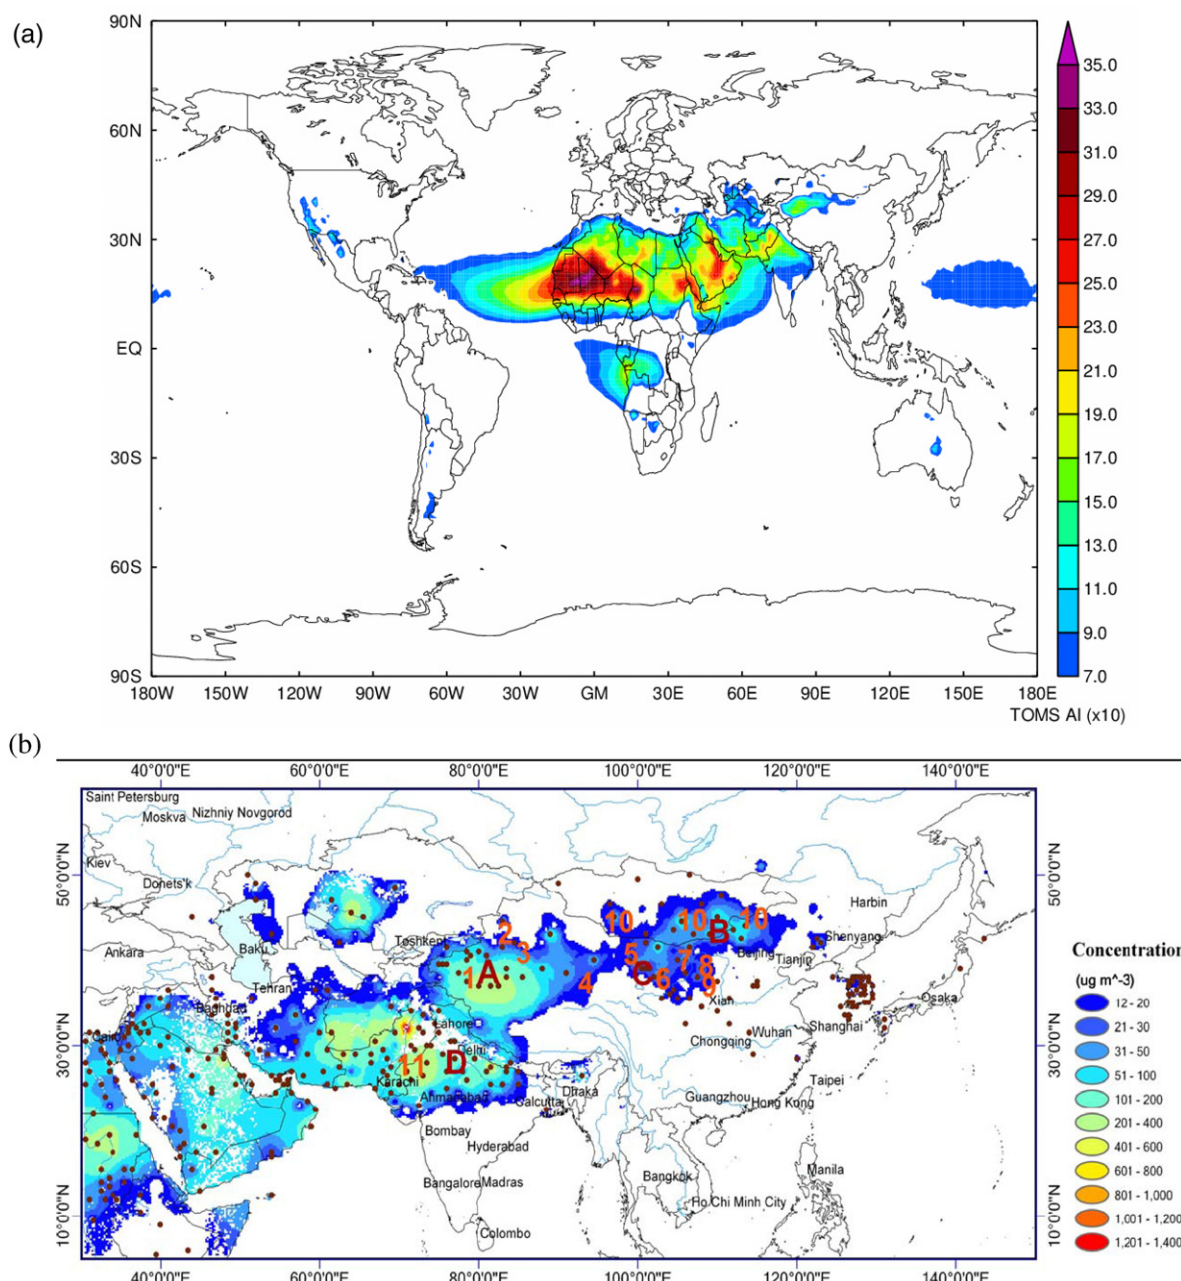 (a)
90N
60N
30N
EQ
30S
60S
90S
180W 150W 120W 90W 60W 30W GM 30E 60E 90E 120E 150E 180E
TOMS AI (x10)
35.0
33.0
31.0
29.0
27.0
25.0
23.0
21.0
19.0
17.0
15.0
13.0
11.0
9.0
7.0
(b)
40°0'0"E 60°0'0"E 80°0'0"E 100°0'0"E 120°0'0"E 140°0'0"E
Saint Petersburg
Moskva Nizhniy Novgorod
Kiev
Donets'k
Harbin
Ankara Baku Toshkent
Shenyang
Beijing Tianjin
Tehran
Baghdad
Cairo
Lahore
Delhi
Karachi
Ahmarabad
Calcutta Dhaka
Xian
Wuhan Shanghai
Chongqing
Osaka
Taipei
Guangzhou Hong Kong
Bombay
Hyderabad
Bangalore Madras
Colombo
Bangkok
Ho Chi Minh City
Manila
A
B
C
D
1
2
3
4
5
6
7
8
9
10
10
10
11
50°0'0"N
30°0'0"N
10°0'0"N
50°0'0"N
30°0'0"N
10°0'0"N
40°0'0"E 60°0'0"E 80°0'0"E 100°0'0"E 120°0'0"E 140°0'0"E
Concentration
(ug m^-3)
12 - 20
21 - 30
31 - 50
51 - 100
101 - 200
201 - 400
401 - 600
601 - 800
801 - 1,000
1,001 - 1,200
1,201 - 1,400